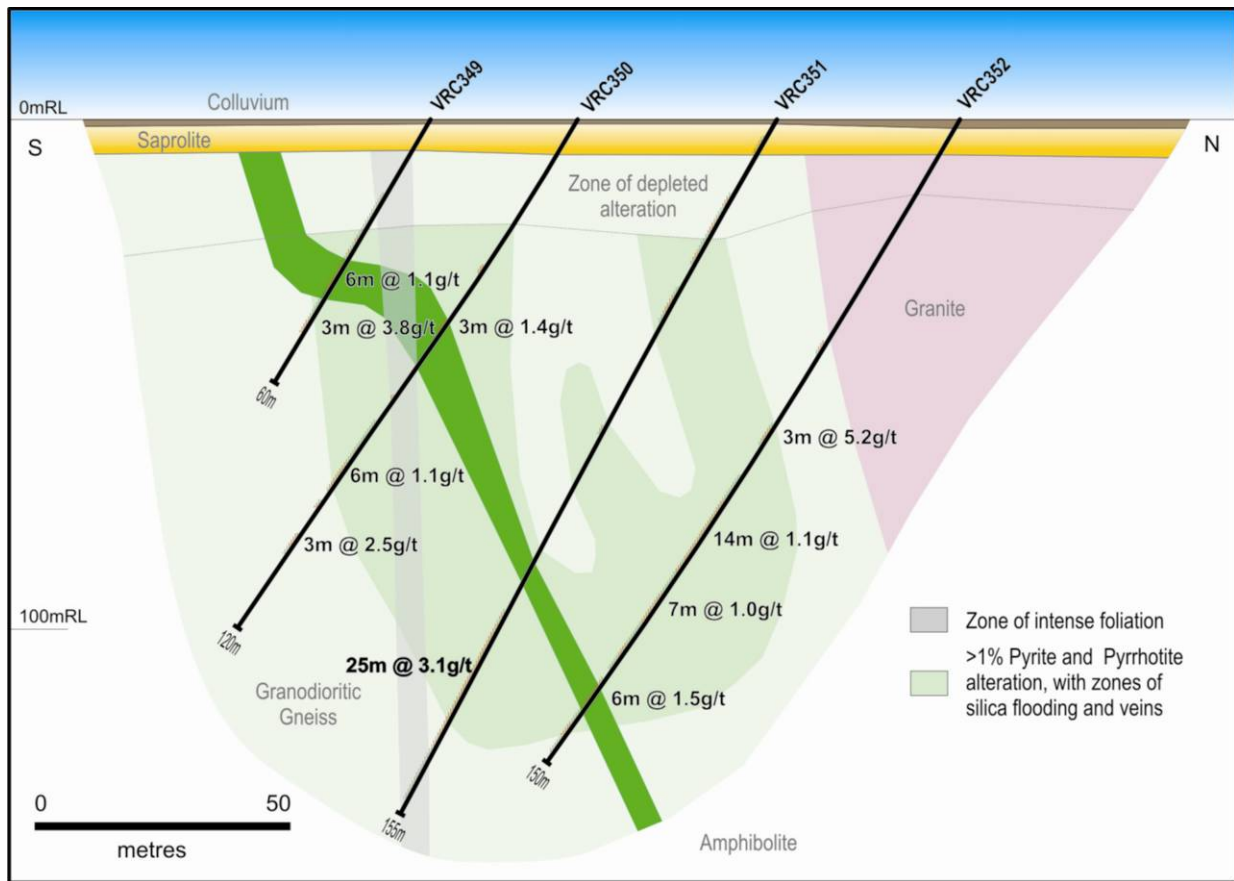 VRC349
VRC350
VRC351
VRC352
0mRL
Colluvium
S
Saprolite
N
Zone of depleted
alteration
6m @ 1.1g/t
Granite
3m @ 3.8g/t
3m @ 1.4g/t
60m
3m @ 5.2g/t
6m @ 1.1g/t
3m @ 2.5g/t
14m @ 1.1g/t
7m @ 1.0g/t
100mRL
120m
Zone of intense foliation
>1% Pyrite and Pyrrhotite
alteration, with zones of
silica flooding and veins
25m @ 3.1g/t
Granodioritic
Gneiss
6m @ 1.5g/t
150m
155m
0
50
metres
Amphibolite